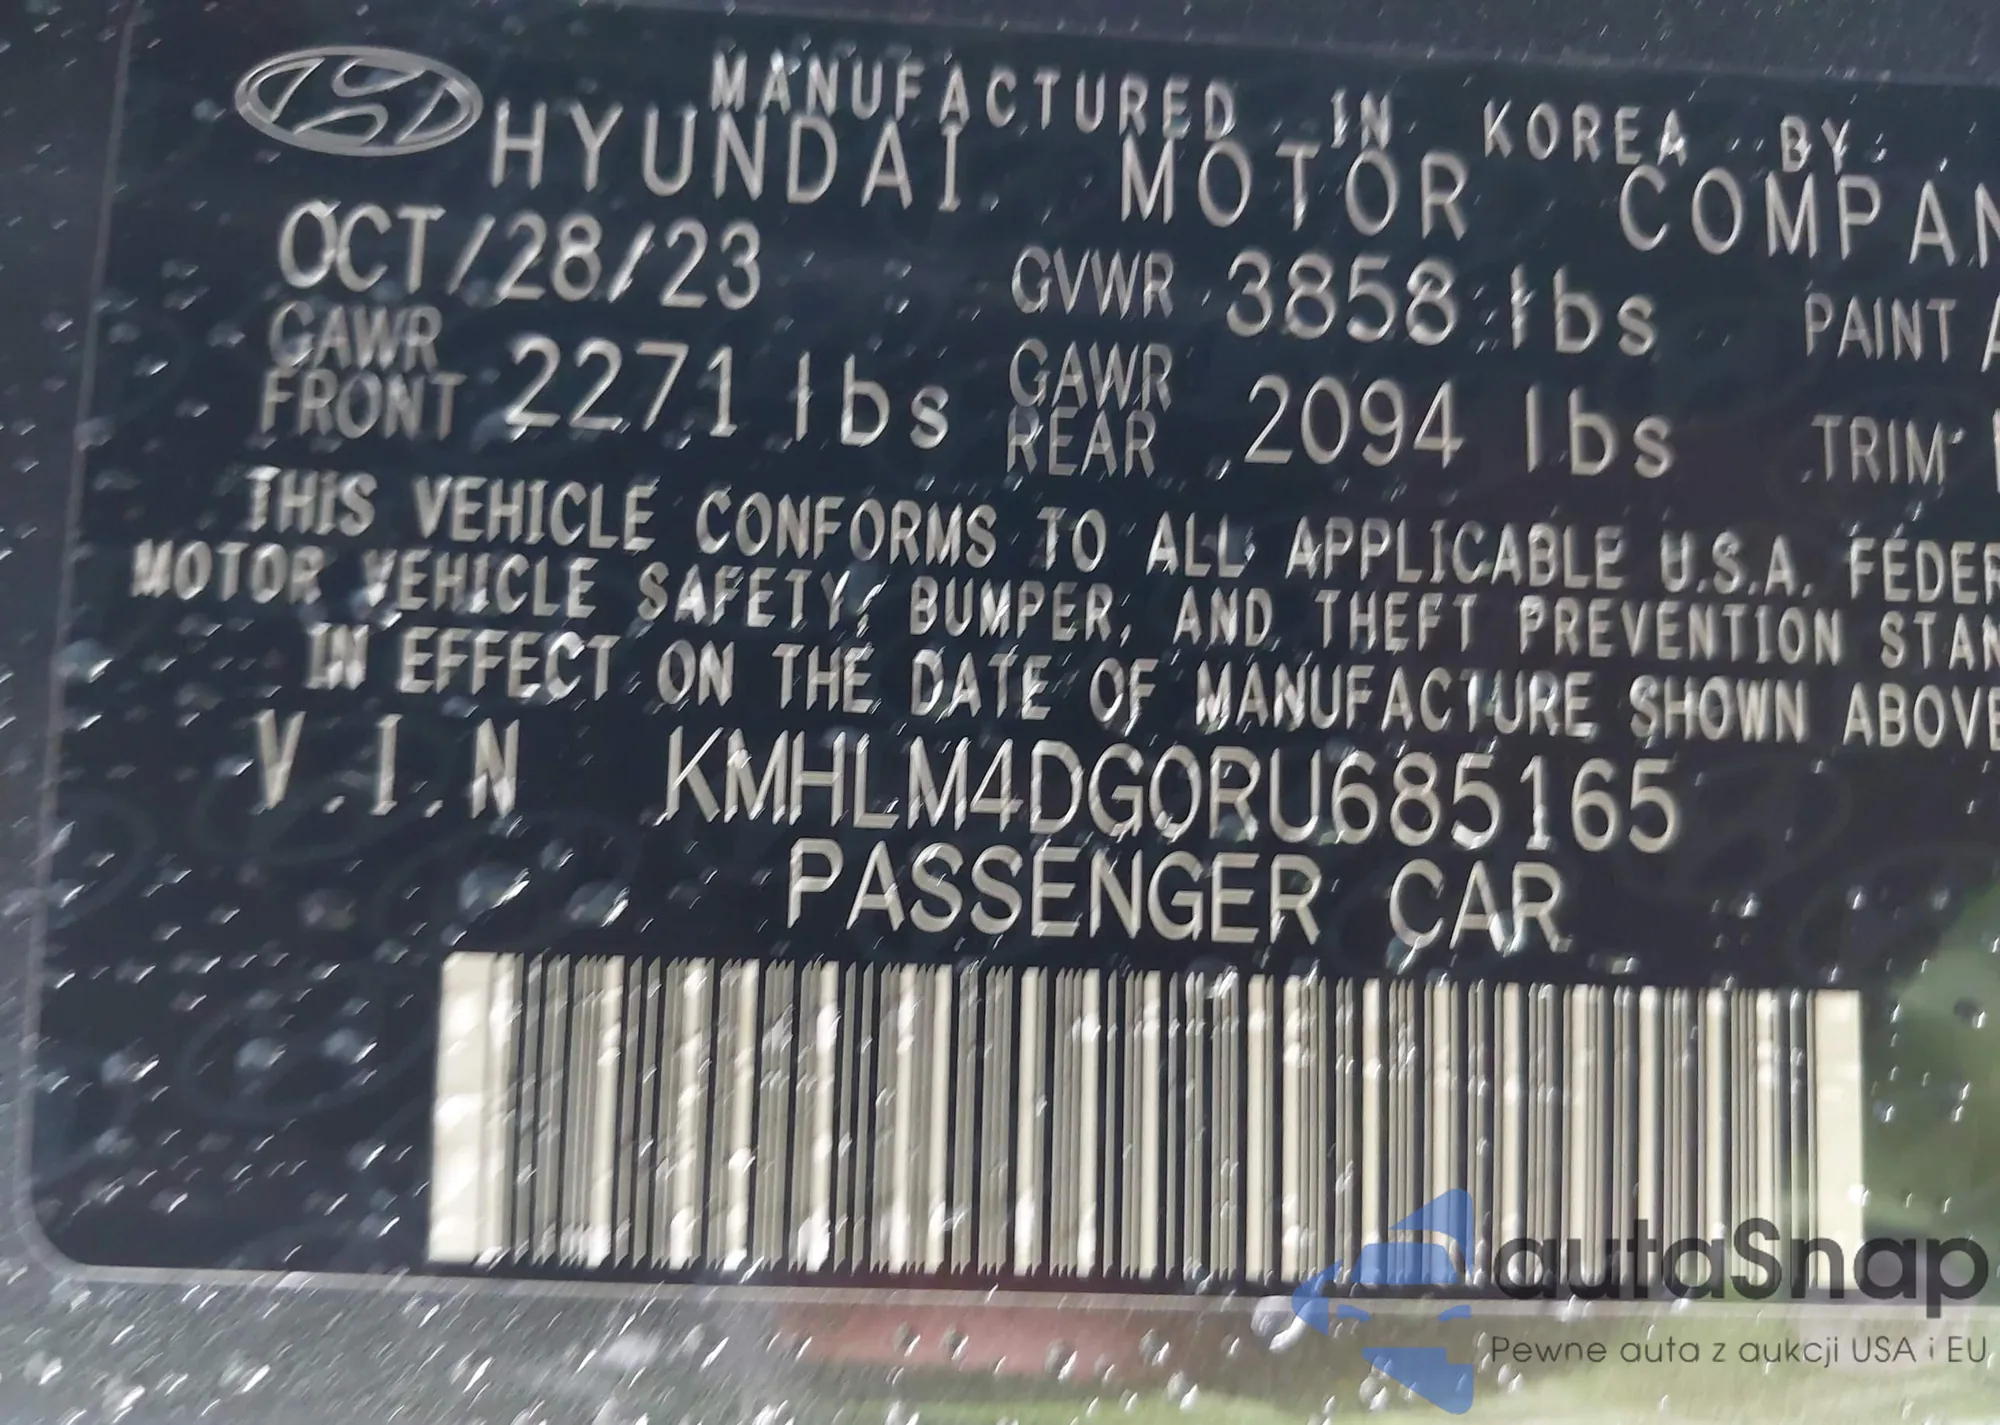 MANUFACTURED IN KOREA BY
HYUNDAI MOTOR COMPAN
OCT/28/23 GVWR 3858 lbs PAINT A
GAWR FRONT 2271 lbs GAWR REAR 2094 lbs TRIM
THIS VEHICLE CONFORMS TO ALL APPLICABLE U.S.A. FEDER
MOTOR VEHICLE SAFETY, BUMPER, AND THEFT PREVENTION STAN
IN EFFECT ON THE DATE OF MANUFACTURE SHOWN ABOVE
V.I.N KMHLM4DG0RU685165
PASSENGER CAR
autaSnap
Pewne auta z aukcji USA i EU